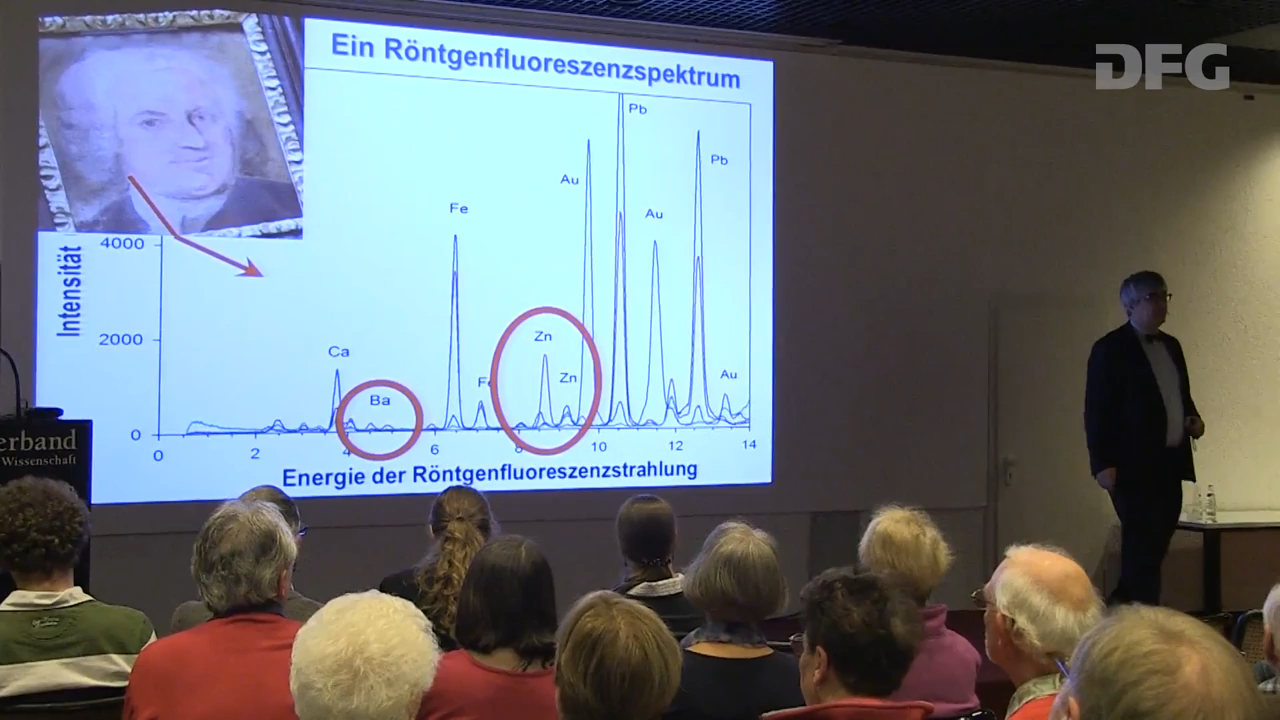 DFG
Ein Röntgenfluoreszenzspektrum
Pb
Pb
Au
Au
Fe
4000
Intensität
2000
Zn
Ca
Zn
Au
Fe
Ba
0
0
2
4
6
8
10
12
14
Energie der Röntgenfluoreszenzstrahlung
erband
Wissenschaft